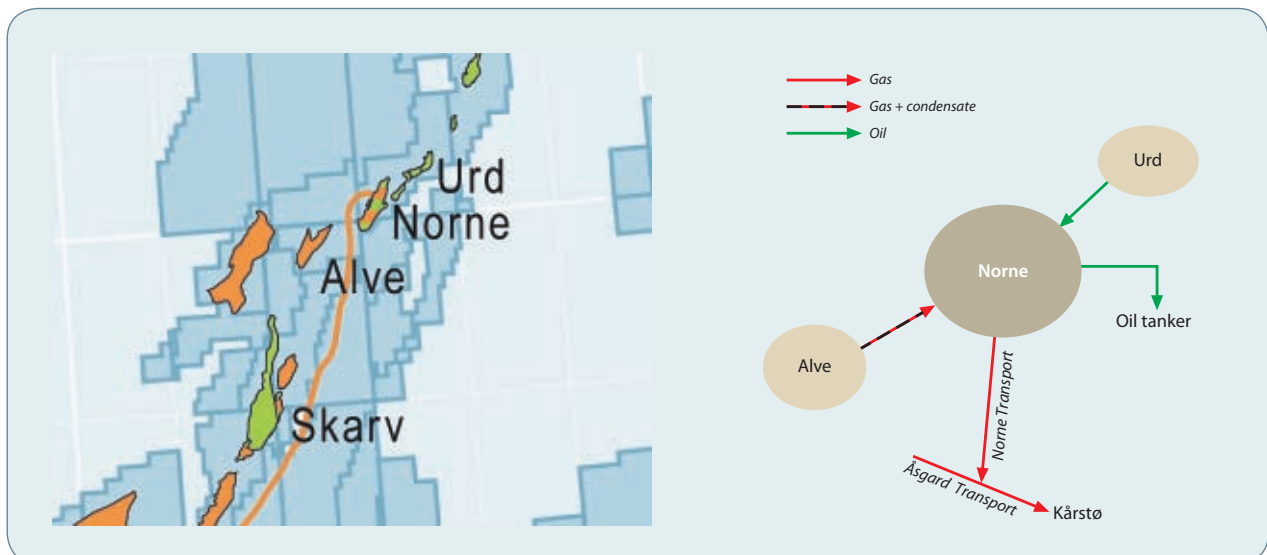 Urd
Norne
Alve
Skarv
Gas
Gas + condensate
Oil
Urd
Norne
Oil tanker
Alve
Norne Transport
Åsgard Transport
Kårstø